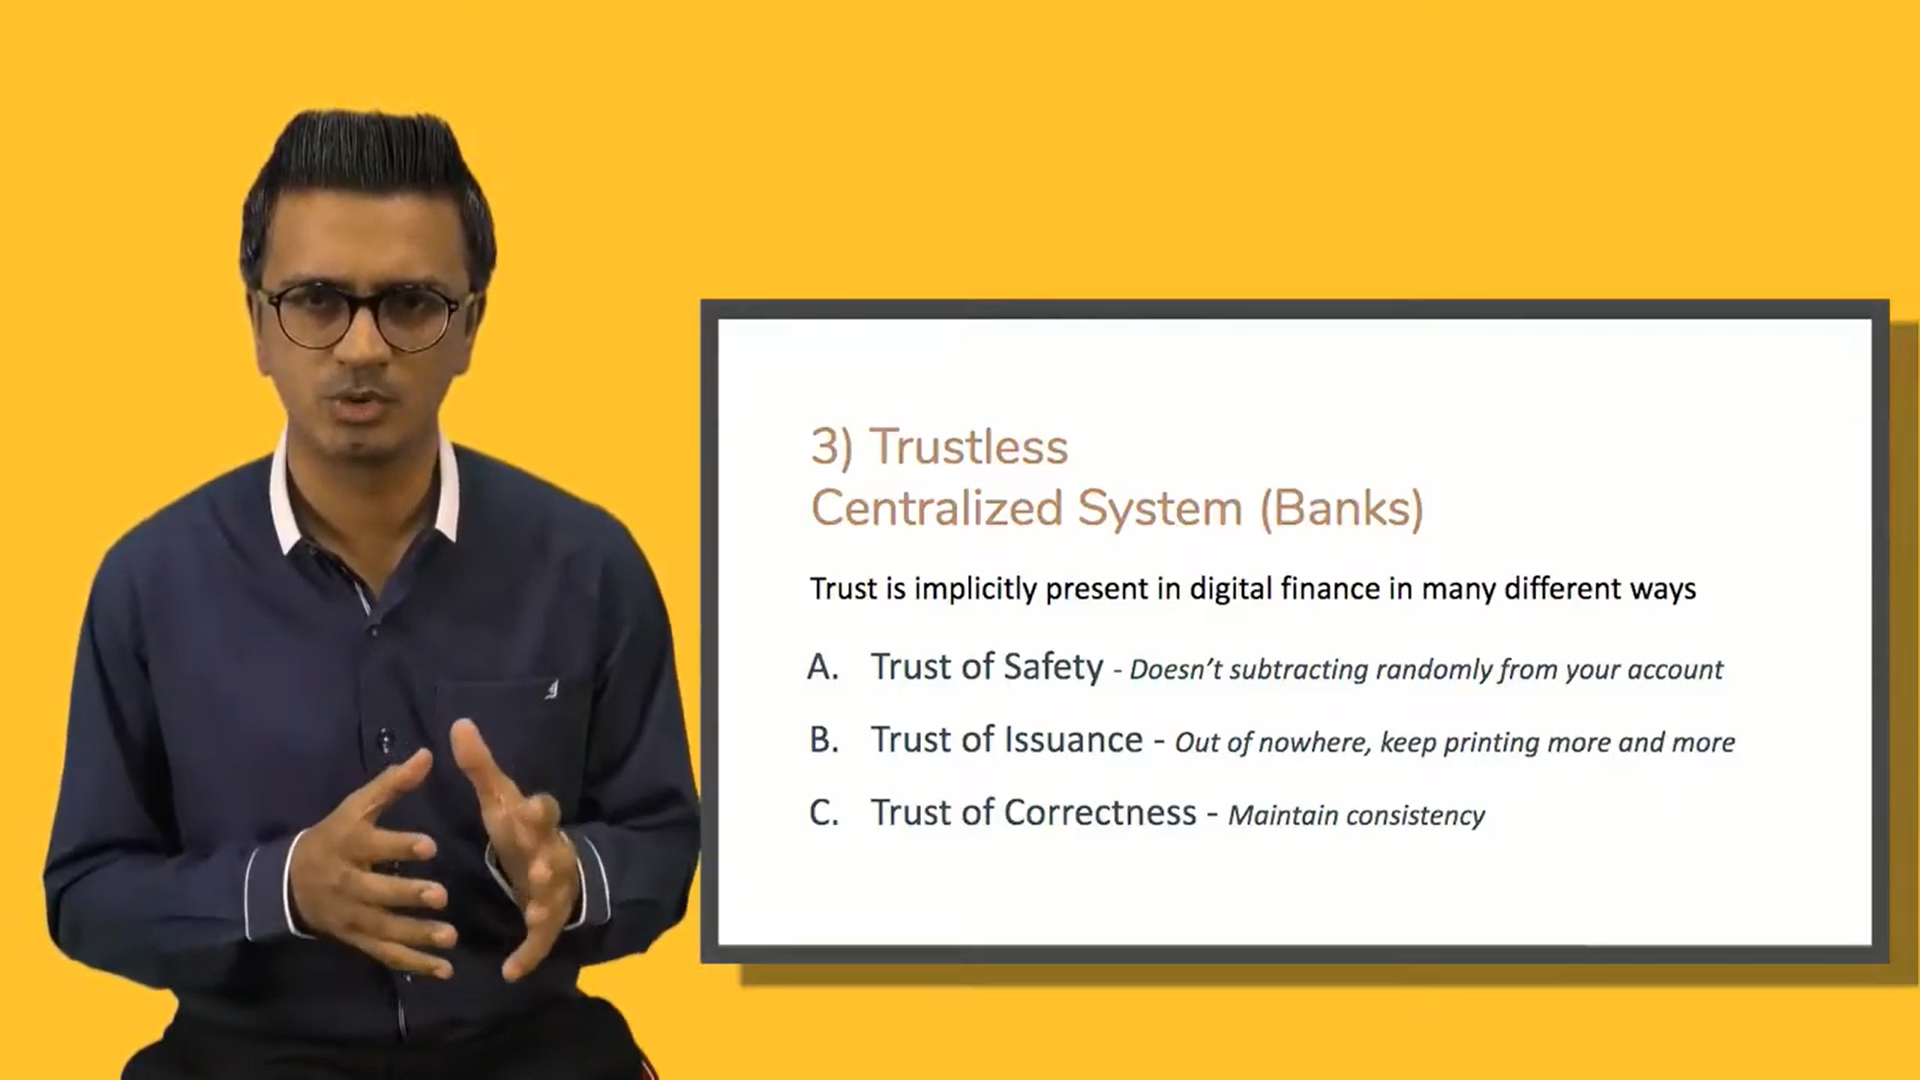 3) Trustless
Centralized System (Banks)
Trust is implicitly present in digital finance in many different ways
A. Trust of Safety - Doesn't subtracting randomly from your account
B. Trust of Issuance - Out of nowhere, keep printing more and more
C. Trust of Correctness - Maintain consistency